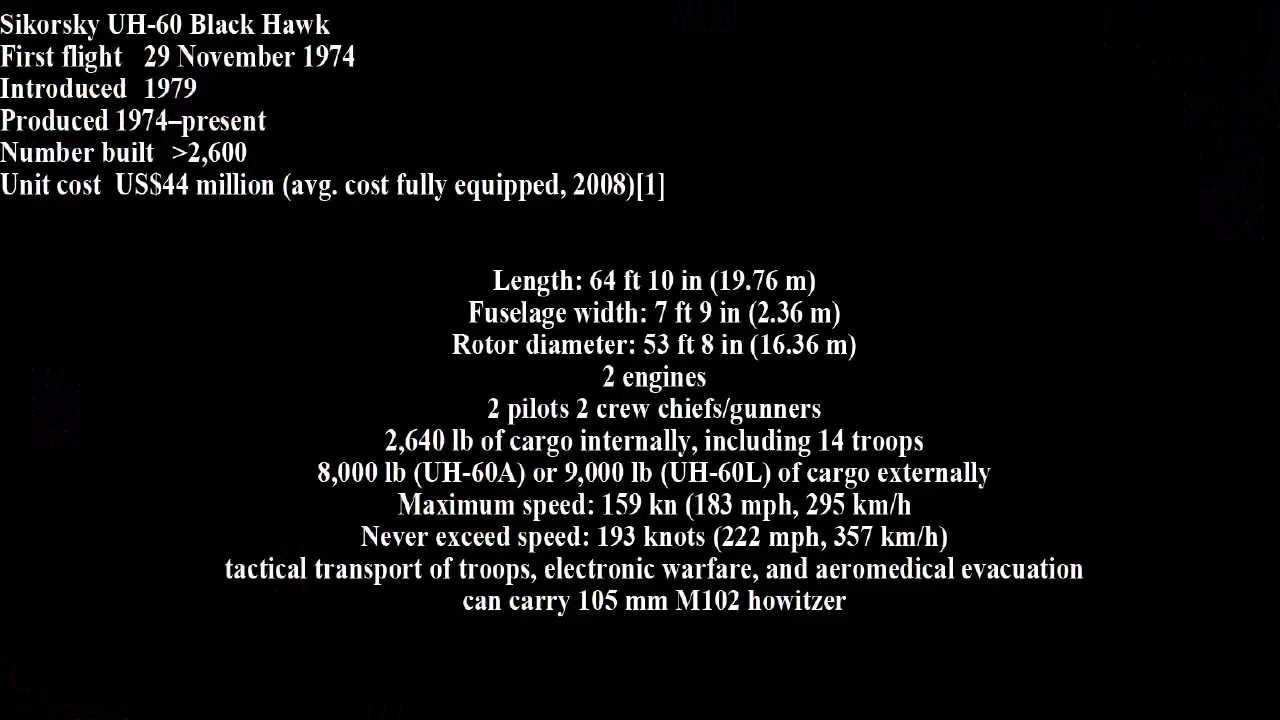 Sikorsky UH-60 Black Hawk
First flight 29 November 1974
Introduced 1979
Produced 1974–present
Number built >2,600
Unit cost US$44 million (avg. cost fully equipped, 2008)[1]
Length: 64 ft 10 in (19.76 m)
Fuselage width: 7 ft 9 in (2.36 m)
Rotor diameter: 53 ft 8 in (16.36 m)
2 engines
2 pilots 2 crew chiefs/gunners
2,640 lb of cargo internally, including 14 troops
8,000 lb (UH-60A) or 9,000 lb (UH-60L) of cargo externally
Maximum speed: 159 kn (183 mph, 295 km/h
Never exceed speed: 193 knots (222 mph, 357 km/h)
tactical transport of troops, electronic warfare, and aeromedical evacuation
can carry 105 mm M102 howitzer